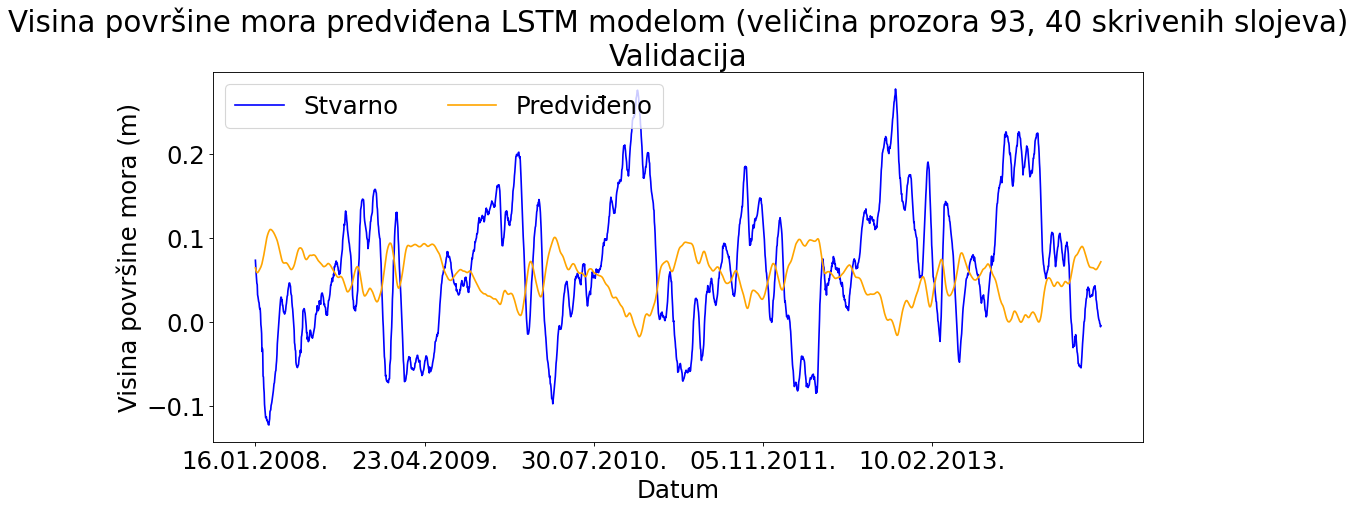 Visina površine mora predviđena LSTM modelom (veličina prozora 93, 40 skrivenih slojeva)
Validacija
Stvarno Predviđeno
Visina površine mora (m)
0.2
0.1
0.0
−0.1
16.01.2008. 23.04.2009. 30.07.2010. 05.11.2011. 10.02.2013.
Datum